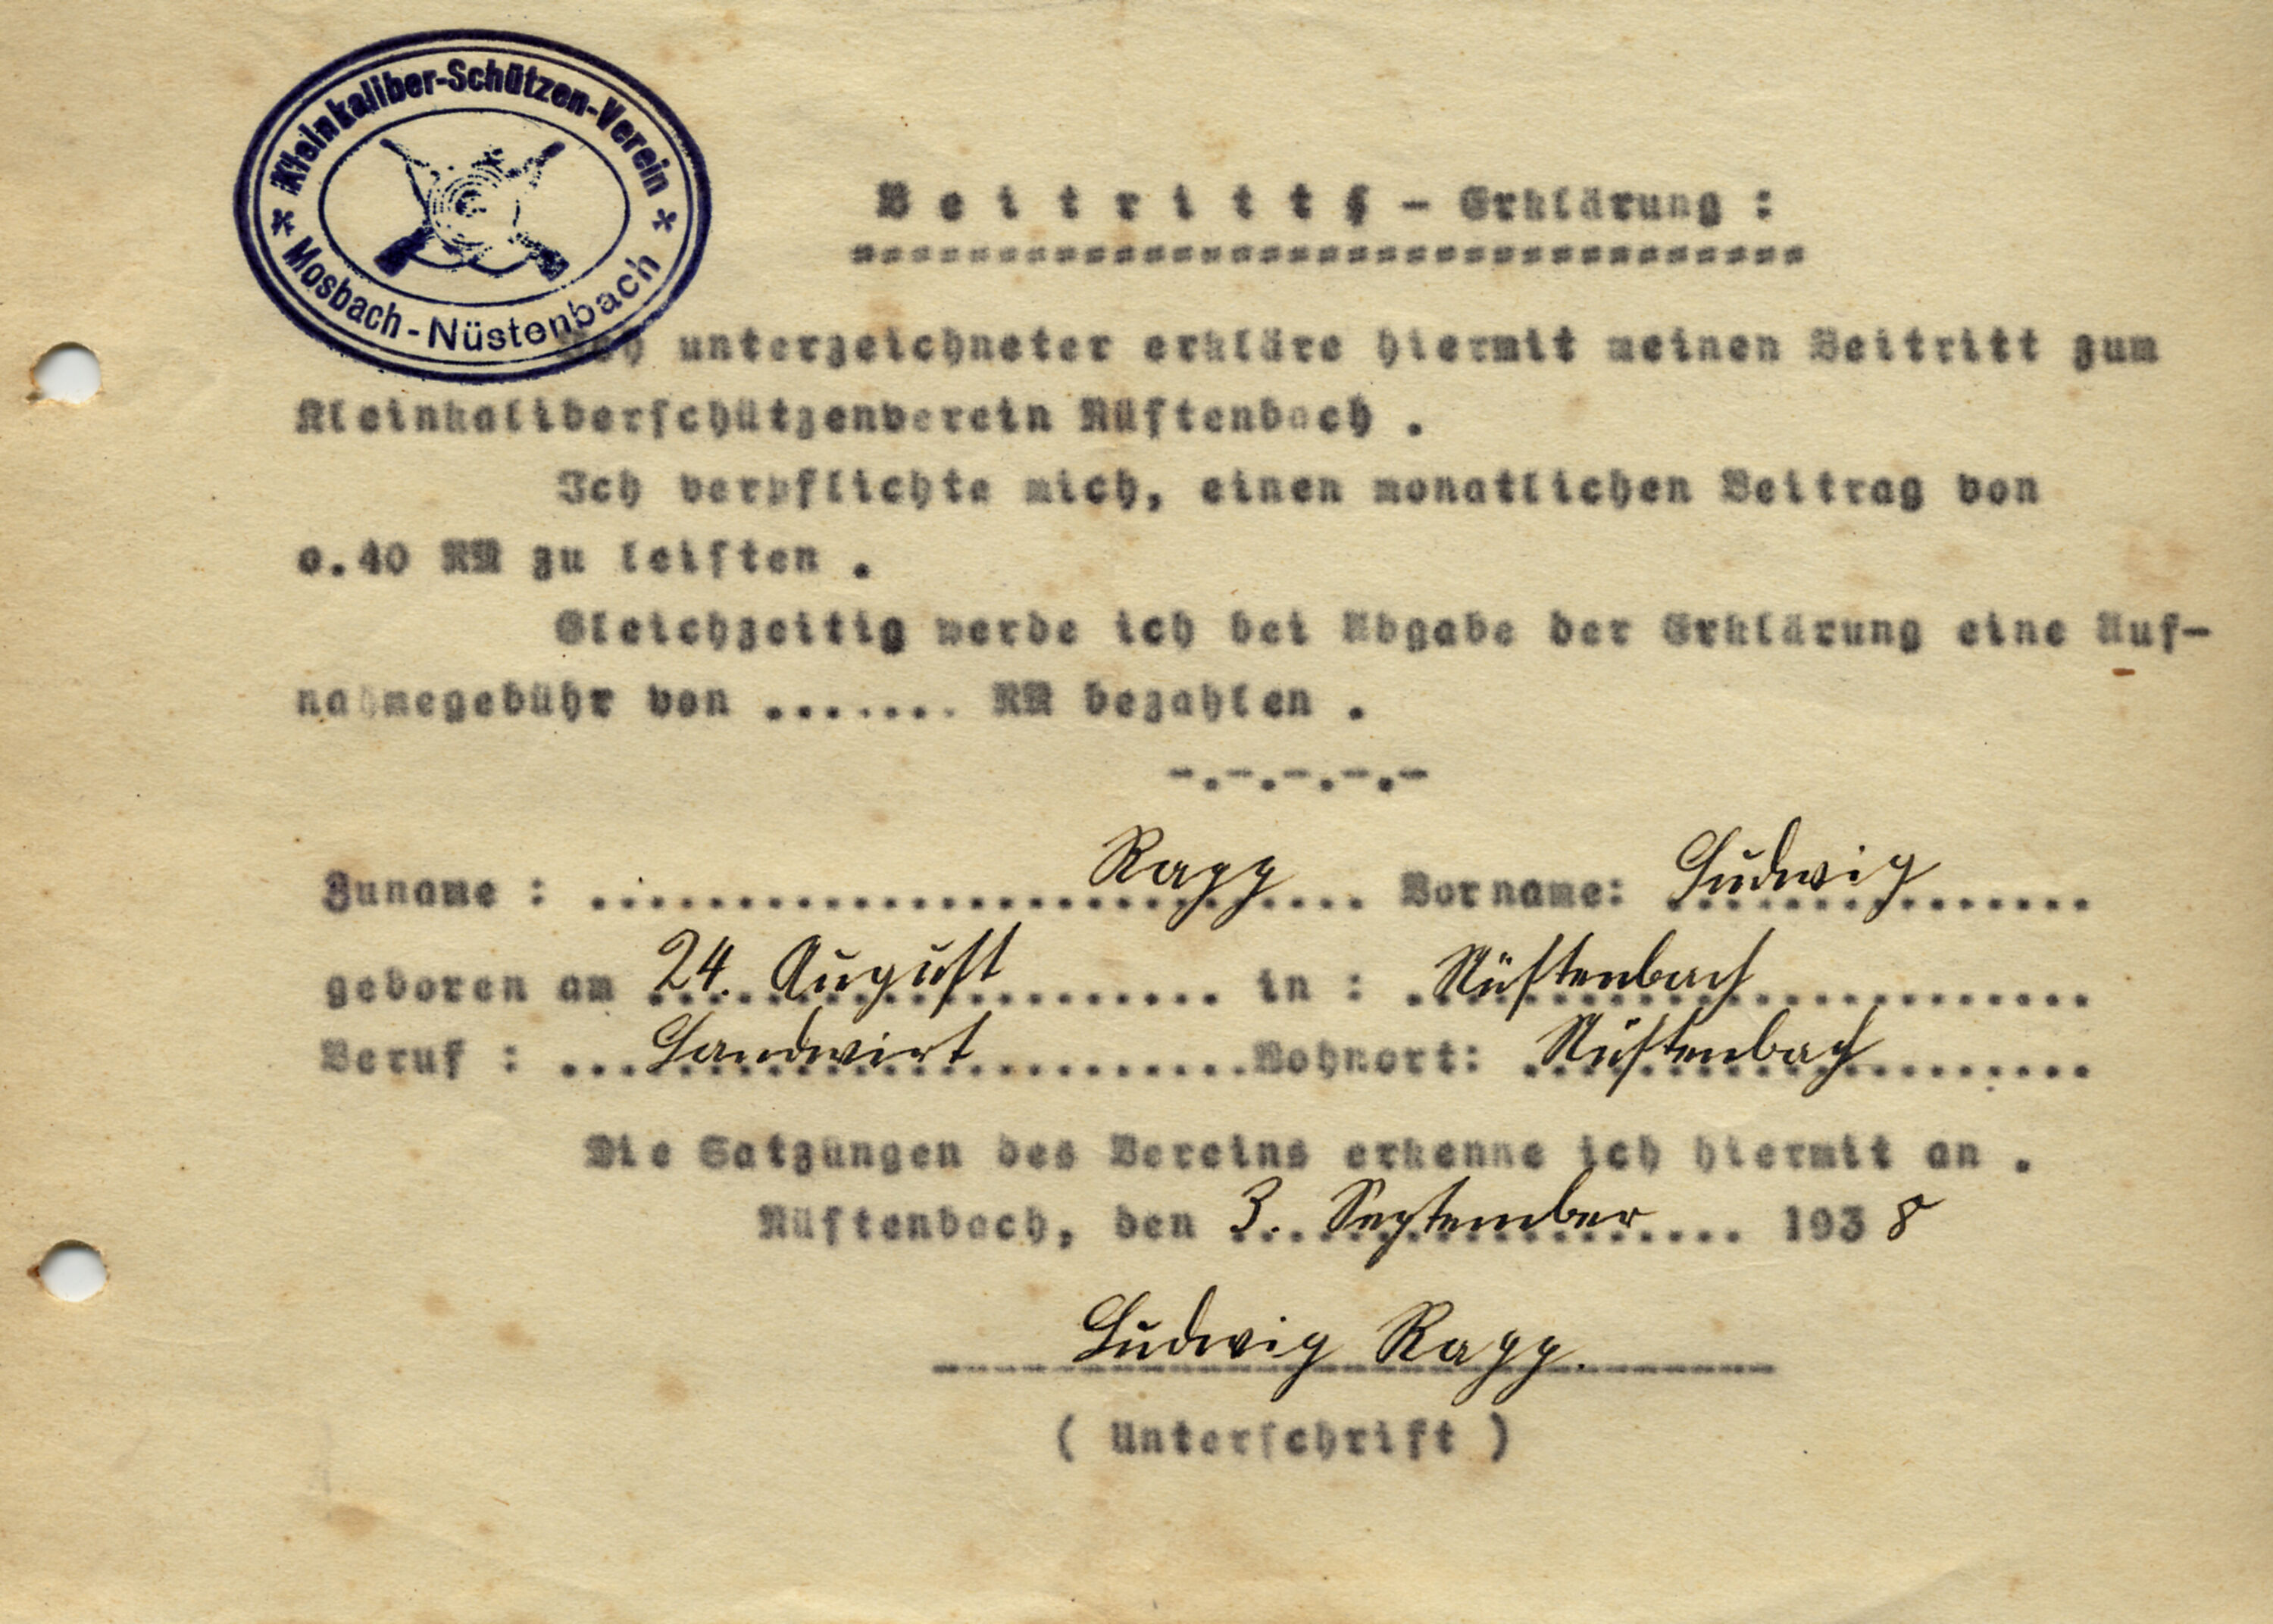 Kleinkaliber-Schützen-Verein
* Mosbach-Nüstenbach *
Beitritts - Erklärung :
Ich unterzeichneter erkläre hiermit meinen Beitritt zum
Kleinkaliberschützenverein Nüstenbach .
Ich verpflichte mich, einen monatlichen Beitrag von
o.40 RM zu leisten .
Gleichzeitig werde ich bei Abgabe der Erklärung eine Auf-
nahmegebühr von ....... RM bezahlen .
-.-.-.-.-
Zuname : Ragg Vorname: Ludwig
geboren am 24. August in : Nüstenbach
Beruf : Landwirt Wohnort: Nüstenbach
Die Satzungen des Vereins erkenne ich hiermit an .
Nüstenbach, den 3. September 1938
Ludwig Ragg.
( Unterschrift )